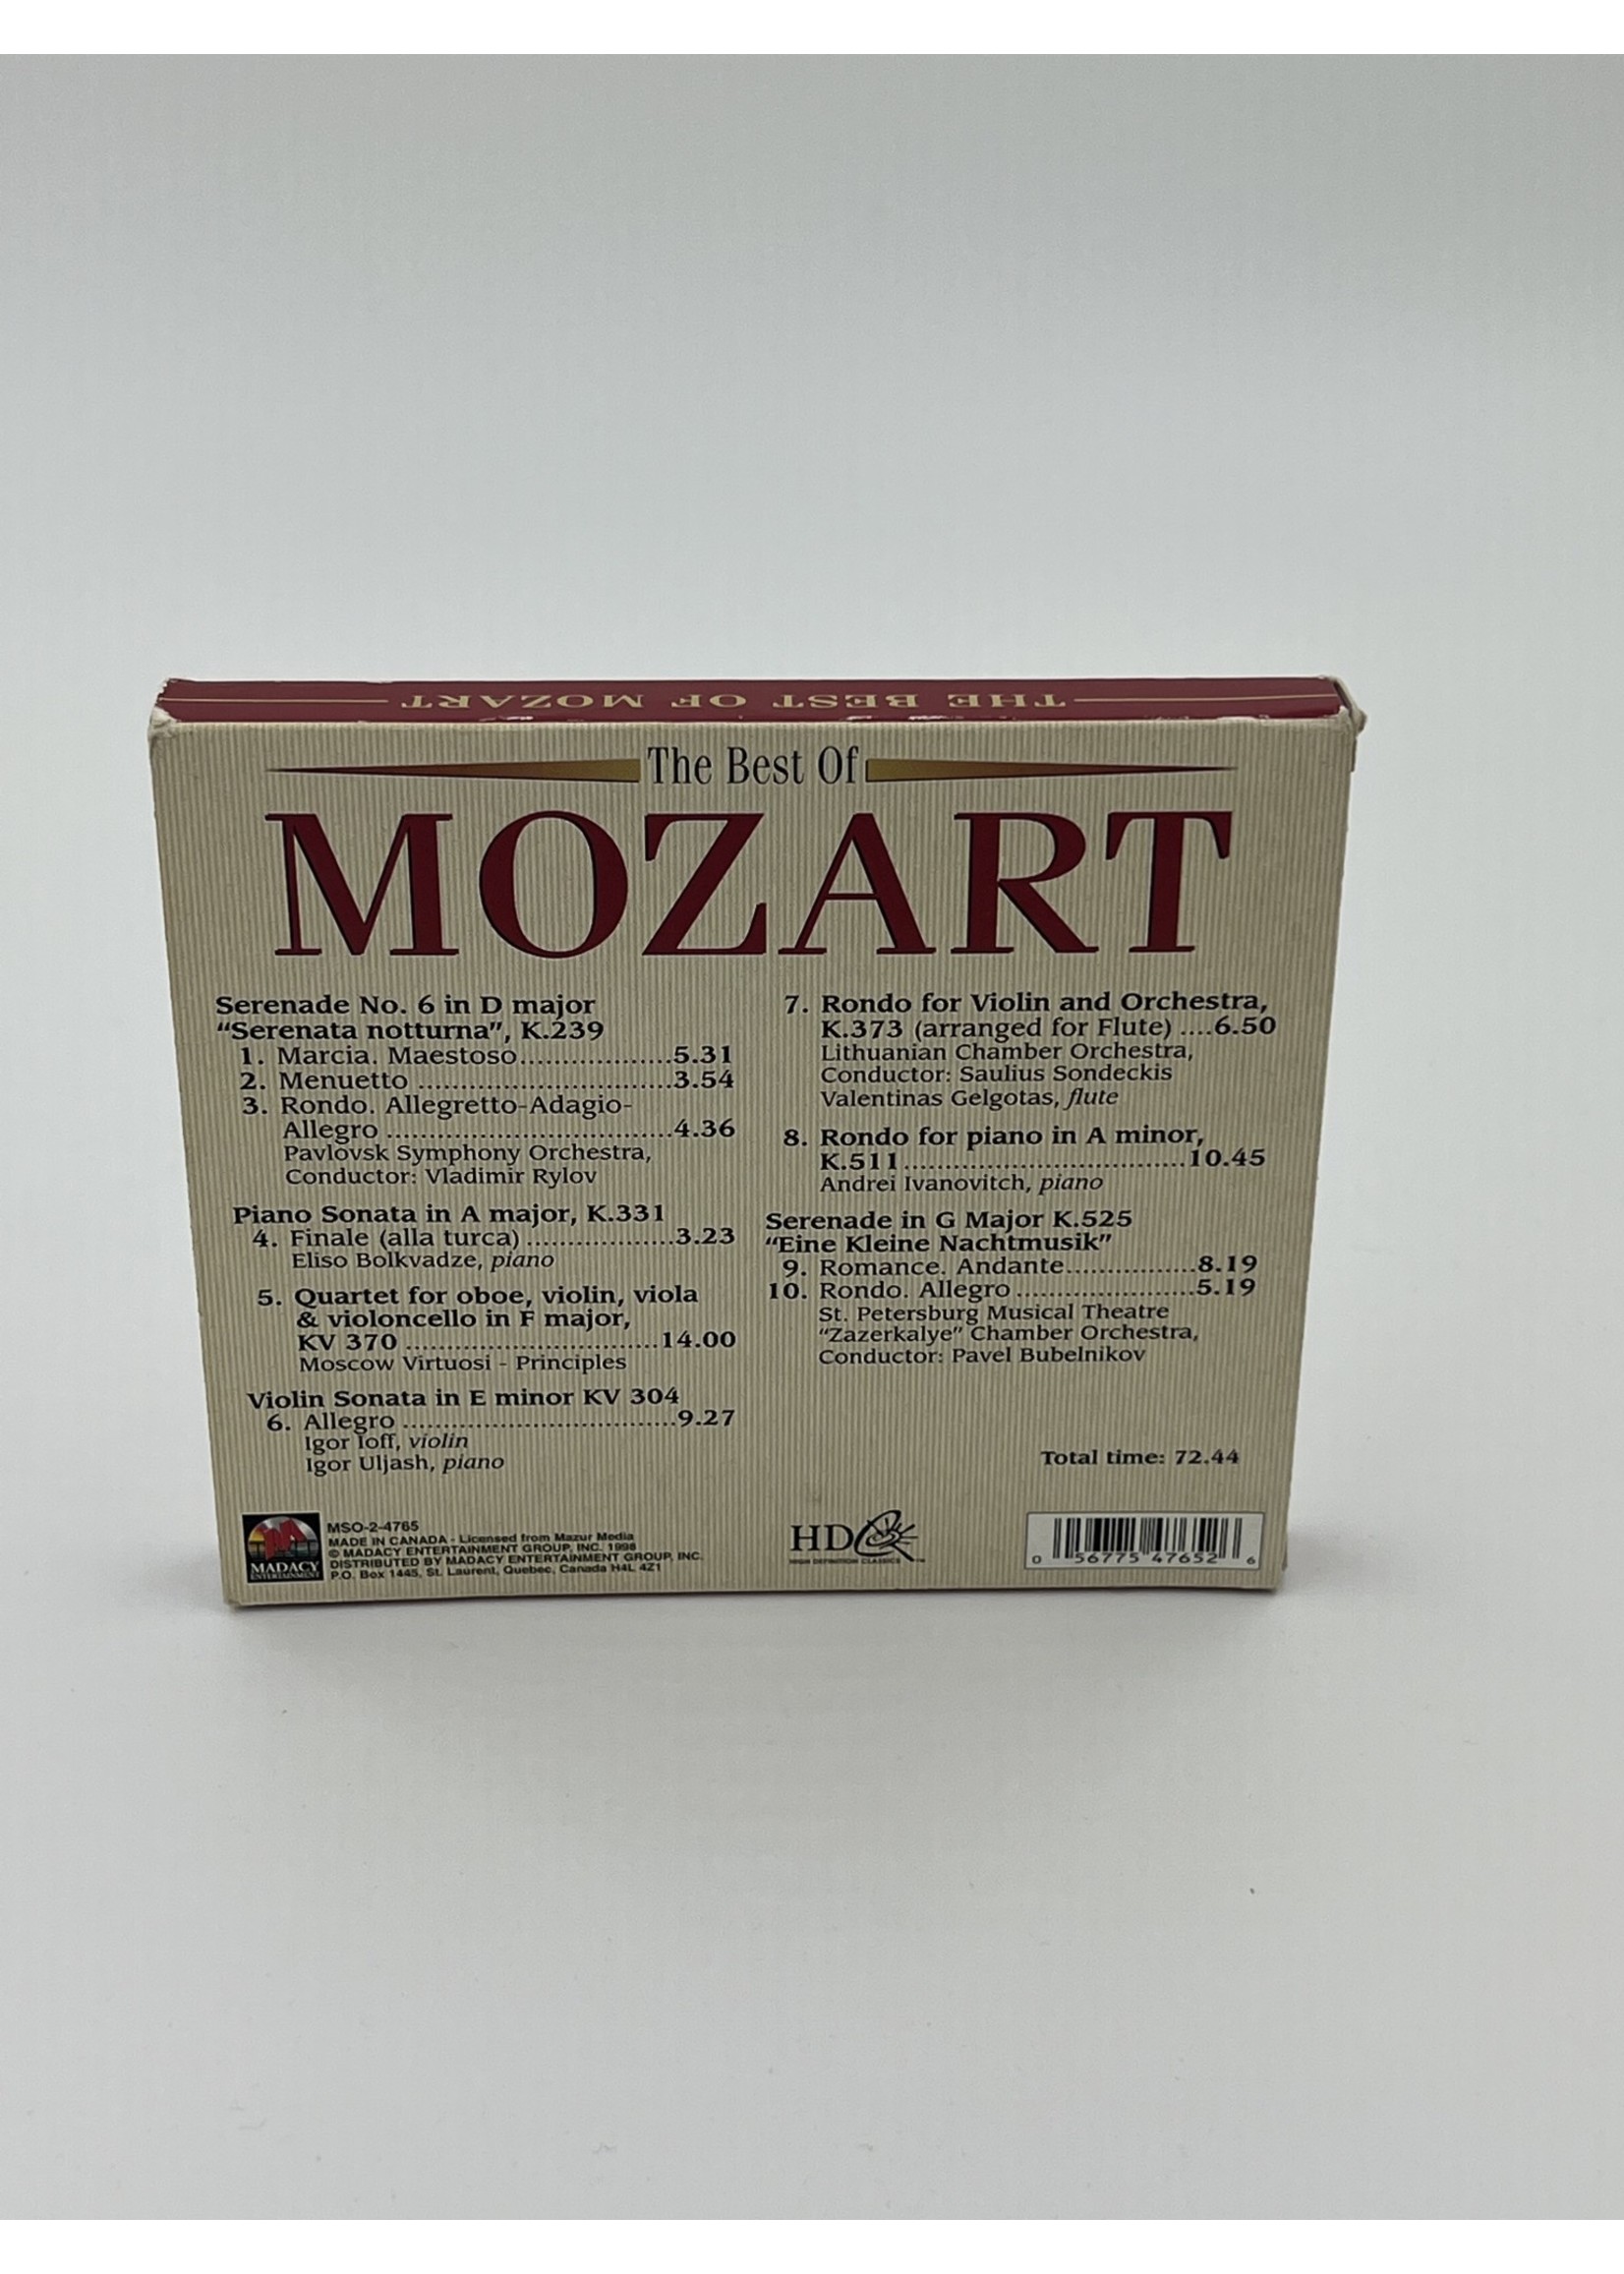 THE BEST OF MOZART
The Best Of
MOZART
Serenade No. 6 in D major
“Serenata notturna”, K.239
1. Marcia. Maestoso..................5.31
2. Menuetto ..............................3.54
3. Rondo. Allegretto-Adagio-
Allegro ..................................4.36
Pavlovsk Symphony Orchestra,
Conductor: Vladimir Rylov
Piano Sonata in A major, K.331
4. Finale (alla turca) .................3.23
Eliso Bolkvadze, piano
5. Quartet for oboe, violin, viola
& violoncello in F major,
KV 370 ..............................14.00
Moscow Virtuosi - Principles
Violin Sonata in E minor KV 304
6. Allegro ................................9.27
Igor Ioff, violin
Igor Uljash, piano
7. Rondo for Violin and Orchestra,
K.373 (arranged for Flute) ....6.50
Lithuanian Chamber Orchestra,
Conductor: Saulius Sondeckis
Valentinas Gelgotas, flute
8. Rondo for piano in A minor,
K.511.................................10.45
Andrei Ivanovitch, piano
Serenade in G Major K.525
“Eine Kleine Nachtmusik”
9. Romance. Andante...............8.19
10. Rondo. Allegro .....................5.19
St. Petersburg Musical Theatre
“Zazerkalye” Chamber Orchestra,
Conductor: Pavel Bubelnikov
Total time: 72.44
MADACY
ENTERTAINMENT
MSO-2-4765
MADE IN CANADA - Licensed from Mazur Media
© MADACY ENTERTAINMENT GROUP, INC. 1998
DISTRIBUTED BY MADACY ENTERTAINMENT GROUP, INC.
P.O. Box 1445, St. Laurent, Quebec, Canada H4L 4Z1
HDC
HIGH DEFINITION CLASSICS ™
0 56775 47652 6